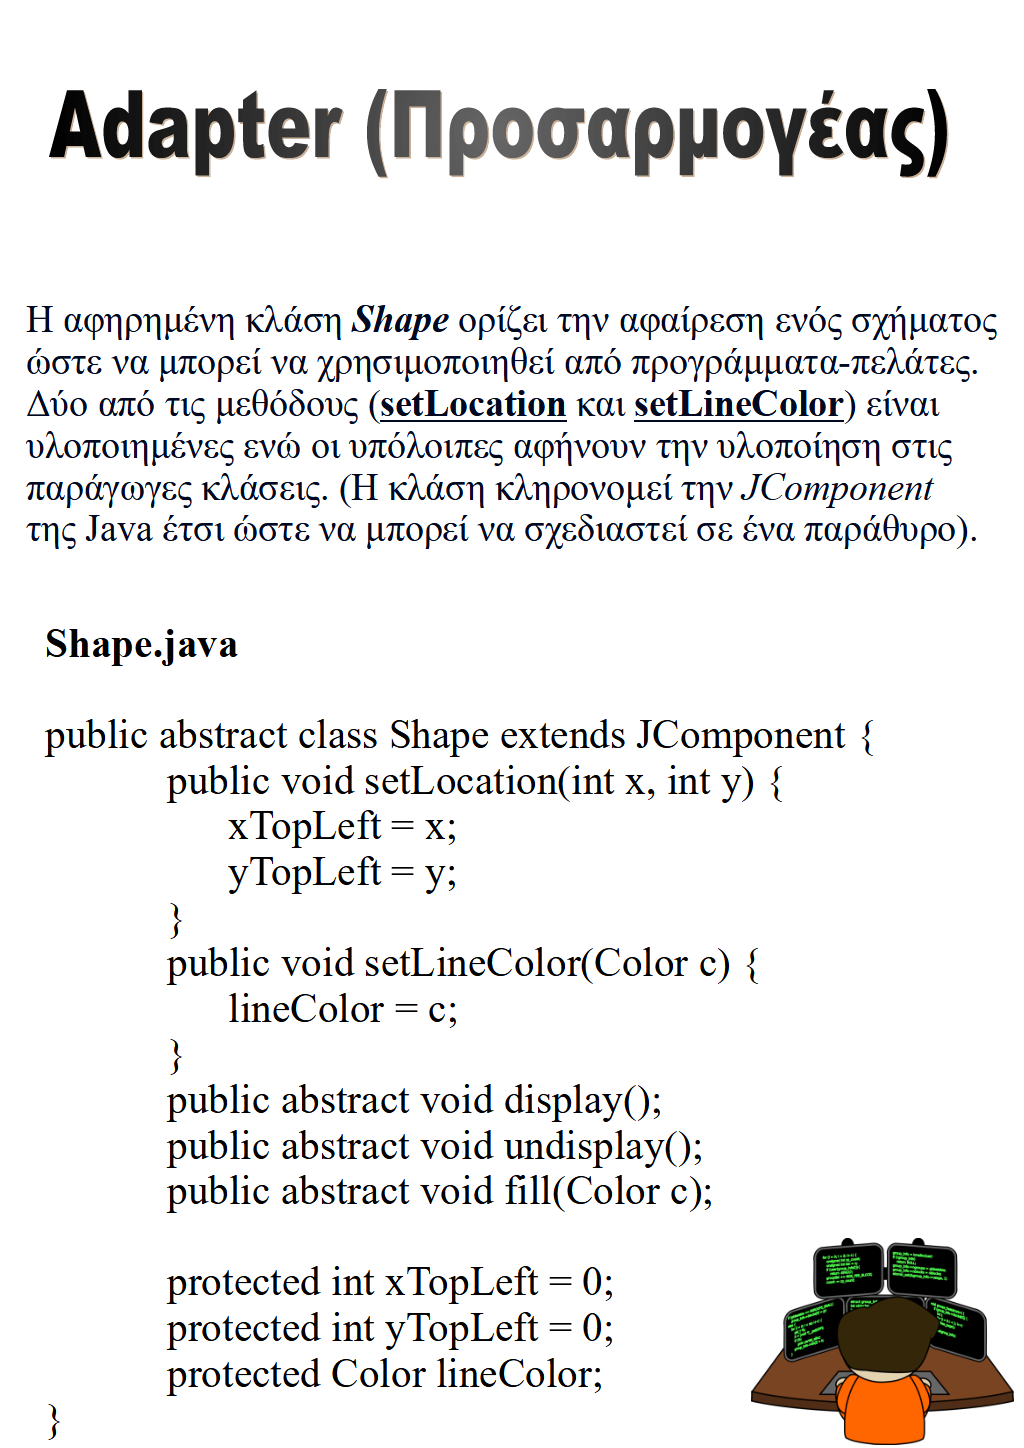 Adapter (Προσαρμογέας)
Η αφηρημένη κλάση Shape ορίζει την αφαίρεση ενός σχήματος
ώστε να μπορεί να χρησιμοποιηθεί από προγράμματα-πελάτες.
Δύο από τις μεθόδους (setLocation και setLineColor) είναι
υλοποιημένες ενώ οι υπόλοιπες αφήνουν την υλοποίηση στις
παράγωγες κλάσεις. (Η κλάση κληρονομεί την JComponent
της Java έτσι ώστε να μπορεί να σχεδιαστεί σε ένα παράθυρο).
Shape.java
public abstract class Shape extends JComponent {
public void setLocation(int x, int y) {
xTopLeft = x;
yTopLeft = y;
}
public void setLineColor(Color c) {
lineColor = c;
}
public abstract void display();
public abstract void undisplay();
public abstract void fill(Color c);
protected int xTopLeft = 0;
protected int yTopLeft = 0;
protected Color lineColor;
}